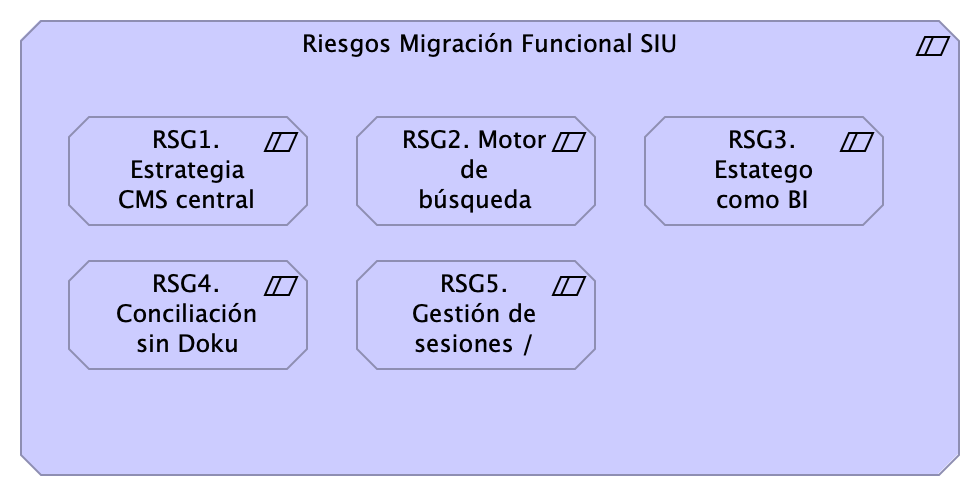 Riesgos Migración Funcional SIU
RSG1.
Estrategia
CMS central
RSG2. Motor
de
búsqueda
RSG3.
Estatego
como BI
RSG4.
Conciliación
sin Doku
RSG5.
Gestión de
sesiones /